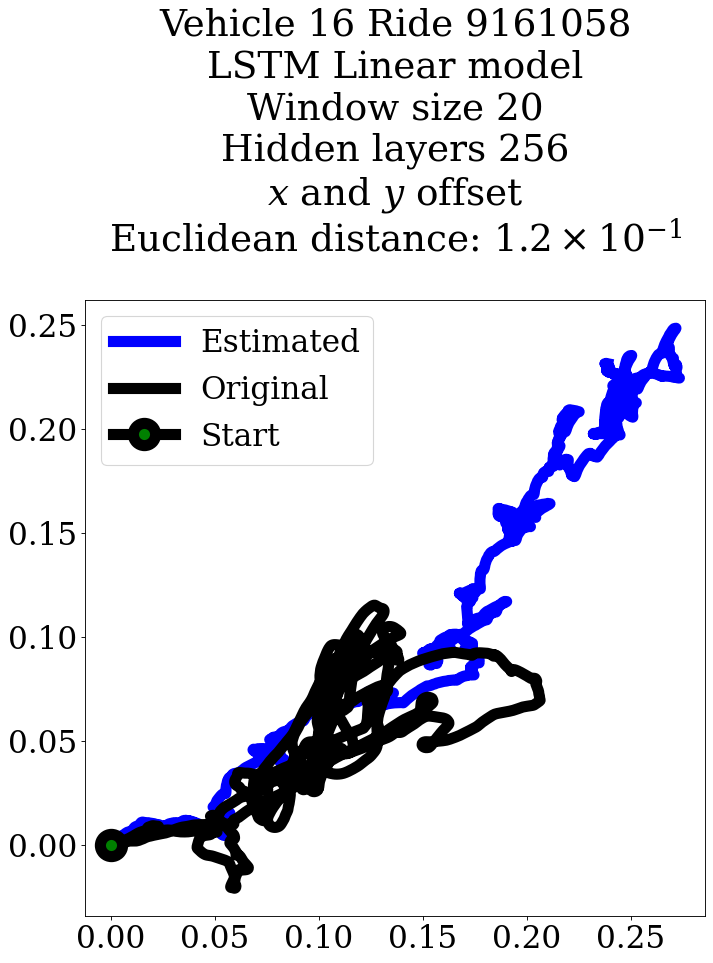 Vehicle 16 Ride 9161058
LSTM Linear model
Window size 20
Hidden layers 256
x and y offset
Euclidean distance: 1.2 × 10⁻¹
Estimated
Original
Start
0.25
0.20
0.15
0.10
0.05
0.00
0.00 0.05 0.10 0.15 0.20 0.25